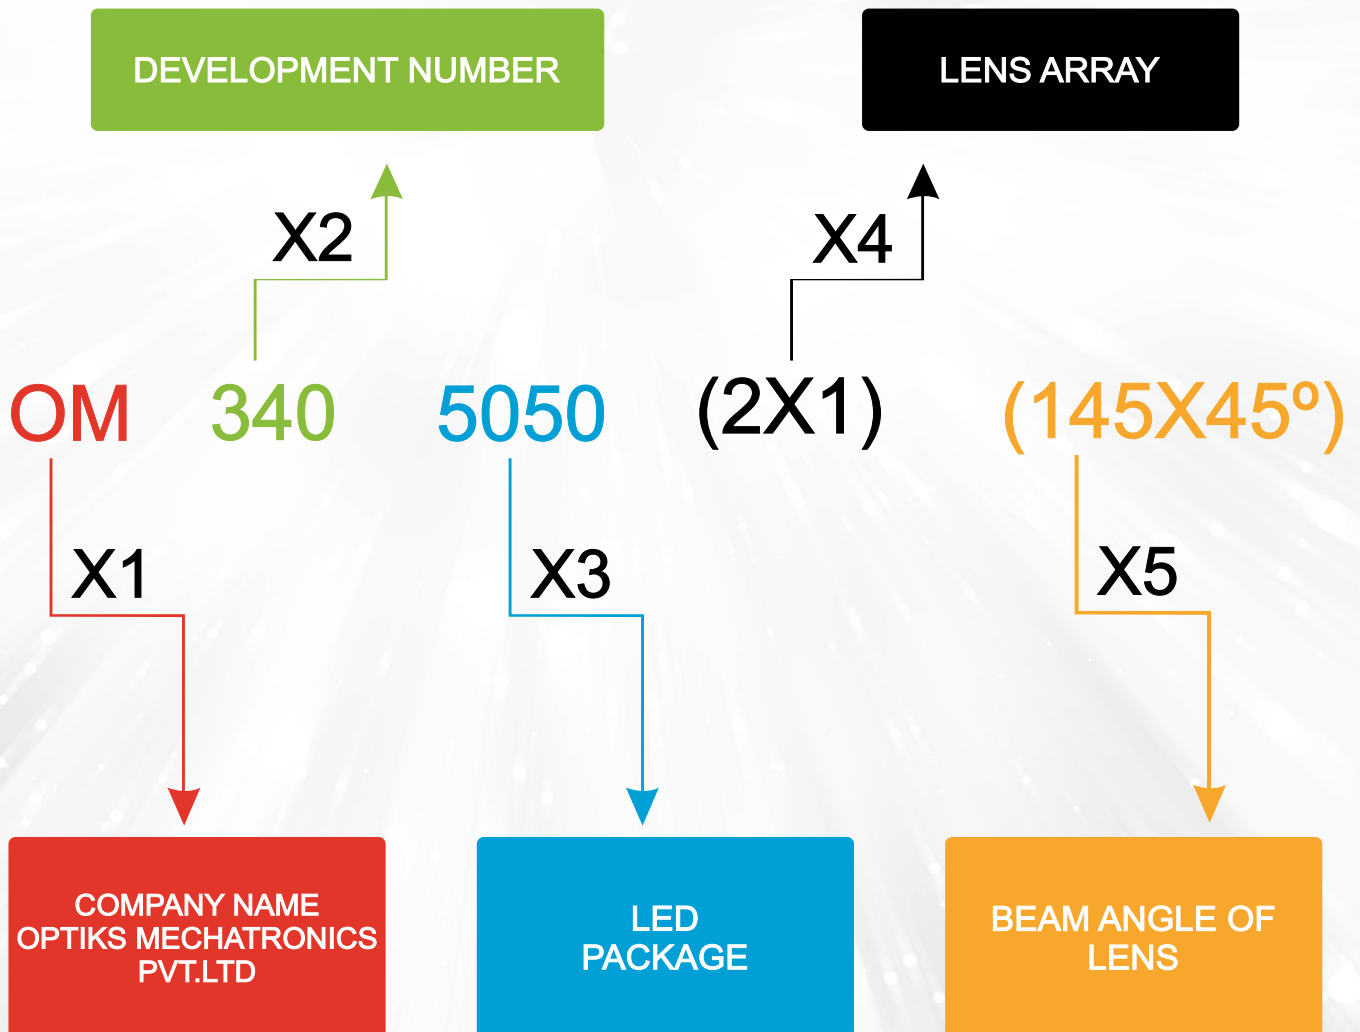 DEVELOPMENT NUMBER
LENS ARRAY
X2
X4
OM 340 5050 (2X1) (145X45º)
X1
X3
X5
COMPANY NAME
OPTIKS MECHATRONICS
PVT.LTD
LED
PACKAGE
BEAM ANGLE OF
LENS